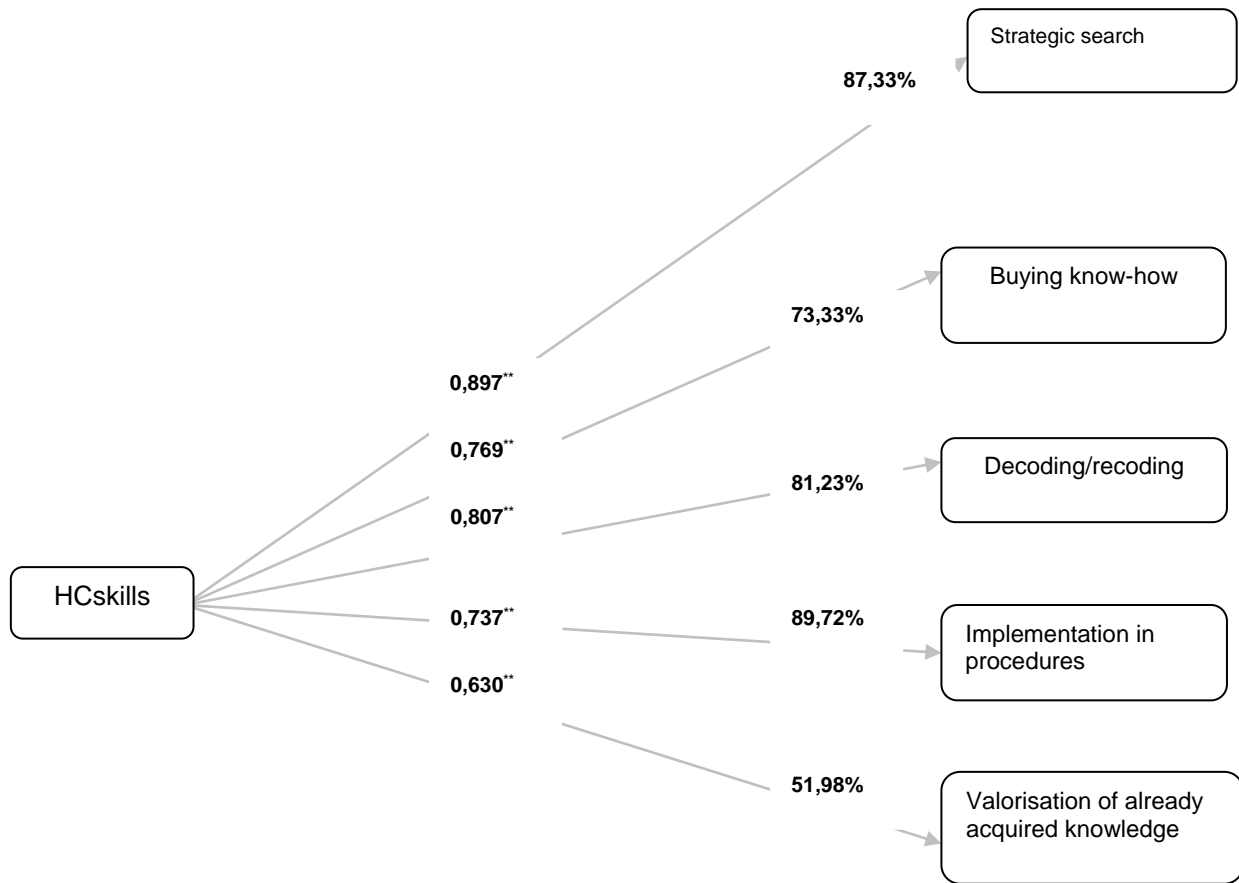 Strategic search
87,33%
Buying know-how
73,33%
0,897**
0,769**
Decoding/recoding
81,23%
0,807**
HCskills
0,737**
89,72%
Implementation in
procedures
0,630**
51,98%
Valorisation of already
acquired knowledge